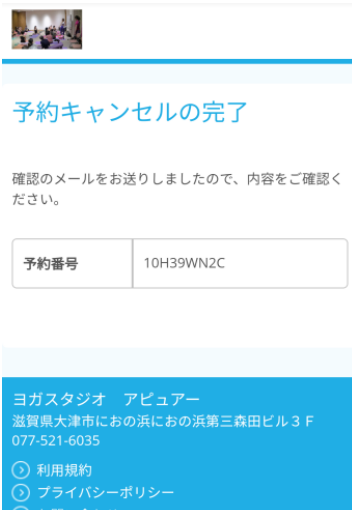 予約キャンセルの完了
確認のメールをお送りしましたので、内容をご確認く
ださい。
予約番号 10H39WN2C
ヨガスタジオ　アピュアー
滋賀県大津市におの浜におの浜第三森田ビル３Ｆ
077-521-6035
利用規約
プライバシーポリシー